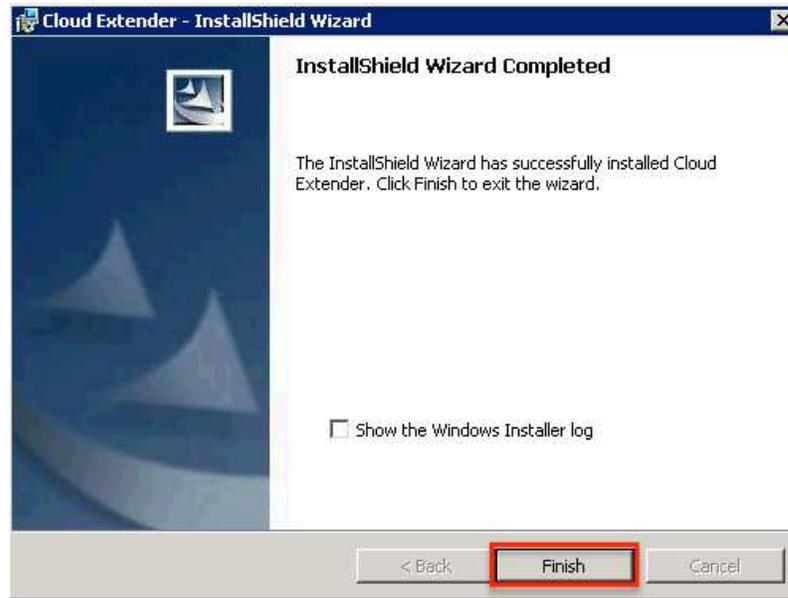 Cloud Extender - InstallShield Wizard
InstallShield Wizard Completed
The InstallShield Wizard has successfully installed Cloud
Extender. Click Finish to exit the wizard.
Show the Windows Installer log
< Back Finish Cancel